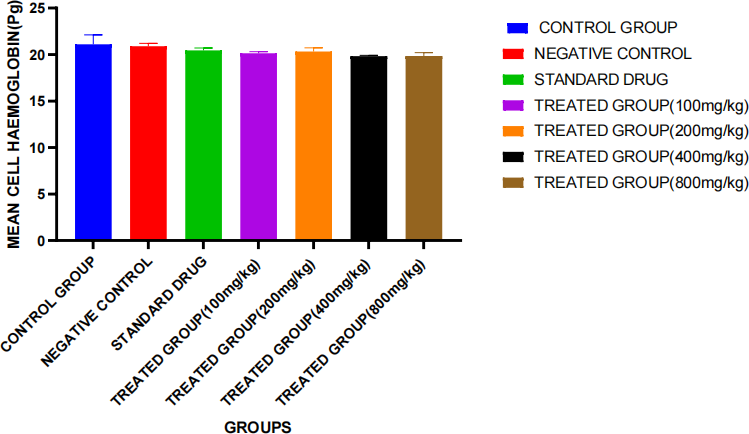 MEAN CELL HAEMOGLOBIN(Pg)
25
20
15
10
5
0
CONTROL GROUP
NEGATIVE CONTROL
STANDARD DRUG
TREATED GROUP(100mg/kg)
TREATED GROUP(200mg/kg)
TREATED GROUP(400mg/kg)
TREATED GROUP(800mg/kg)
GROUPS
CONTROL GROUP
NEGATIVE CONTROL
STANDARD DRUG
TREATED GROUP(100mg/kg)
TREATED GROUP(200mg/kg)
TREATED GROUP(400mg/kg)
TREATED GROUP(800mg/kg)